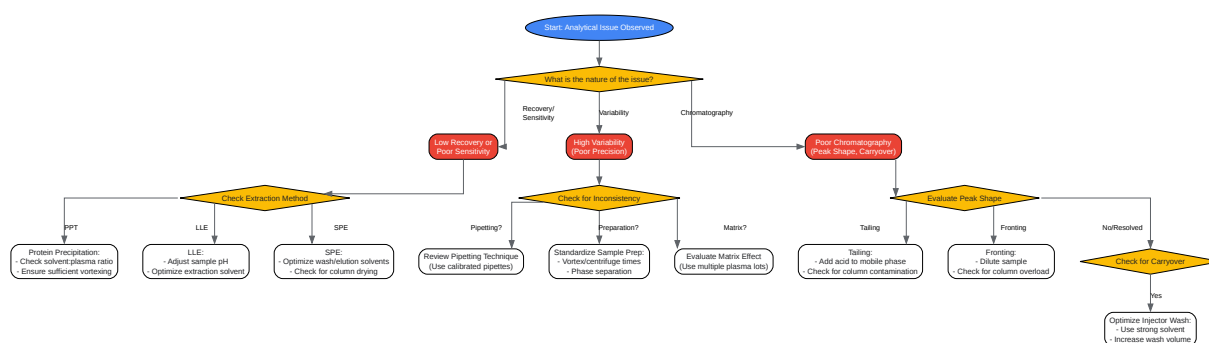 Start: Analytical Issue Observed
What is the nature of the issue?
Recovery/
Sensitivity
Variability
Chromatography
Low Recovery or
Poor Sensitivity
High Variability
(Poor Precision)
Poor Chromatography
(Peak Shape, Carryover)
Check Extraction Method
Check for Inconsistency
Evaluate Peak Shape
PPT
LLE
SPE
Pipetting?
Preparation?
Matrix?
Tailing
Fronting
No/Resolved
Protein Precipitation:
- Check solvent:plasma ratio
- Ensure sufficient vortexing
LLE:
- Adjust sample pH
- Optimize extraction solvent
SPE:
- Optimize wash/elution solvents
- Check for column drying
Review Pipetting Technique
(Use calibrated pipettes)
Standardize Sample Prep:
- Vortex/centrifuge times
- Phase separation
Evaluate Matrix Effect
(Use multiple plasma lots)
Tailing:
- Add acid to mobile phase
- Check for column contamination
Fronting:
- Dilute sample
- Check for column overload
Check for Carryover
Yes
Optimize Injector Wash:
- Use strong solvent
- Increase wash volume